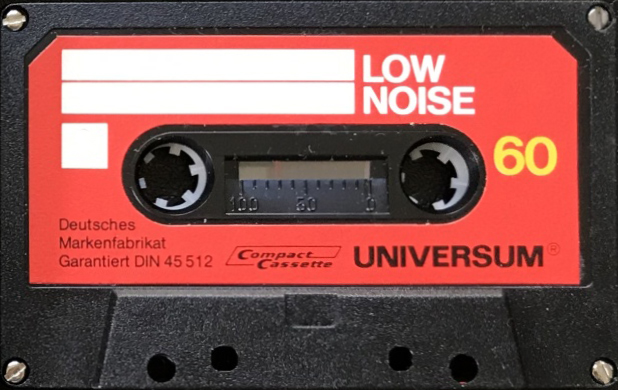 LOW
NOISE
60
100 50 0
Deutsches
Markenfabrikat
Garantiert DIN 45 512
Compact
Cassette
UNIVERSUM®